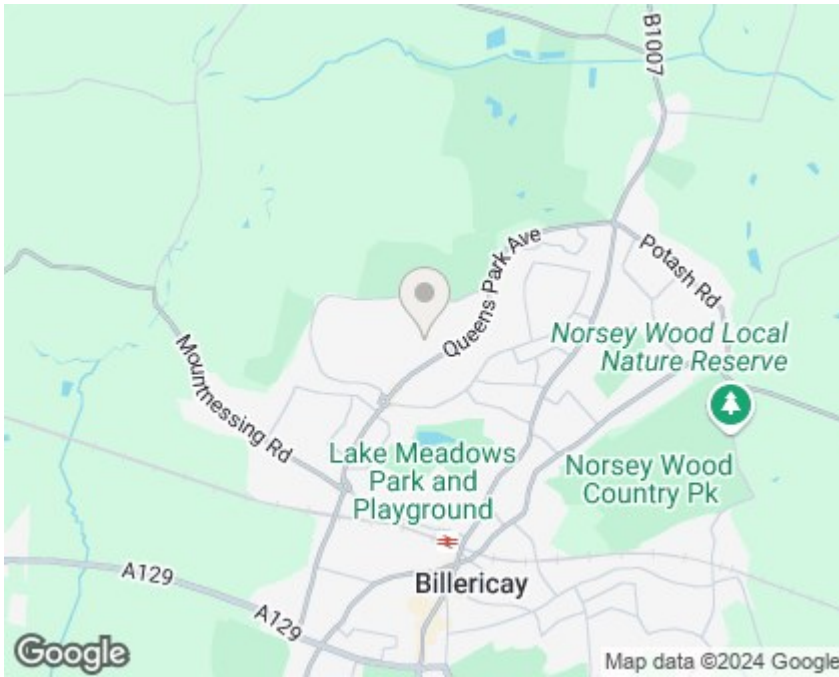 B1007
Queens Park Ave
Potash Rd
Norsey Wood Local
Nature Reserve
Mountnessing Rd
Lake Meadows
Park and
Playground
Norsey Wood
Country Pk
A129
Billericay
A129
Google
Map data ©2024 Google